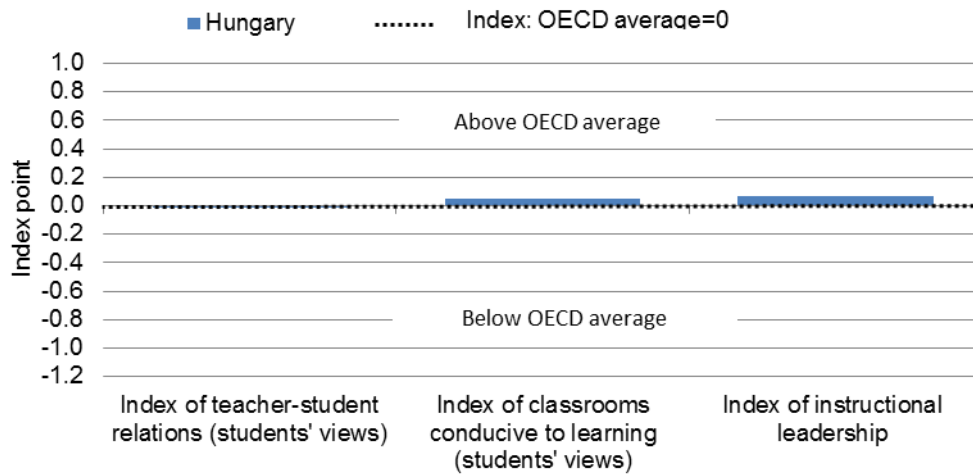 Hungary
Index: OECD average=0
Index point
1.0
0.8
0.6
0.4
0.2
0.0
-0.2
-0.4
-0.6
-0.8
-1.0
-1.2
Above OECD average
Below OECD average
Index of teacher-student
relations (students' views)
Index of classrooms
conducive to learning
(students' views)
Index of instructional
leadership